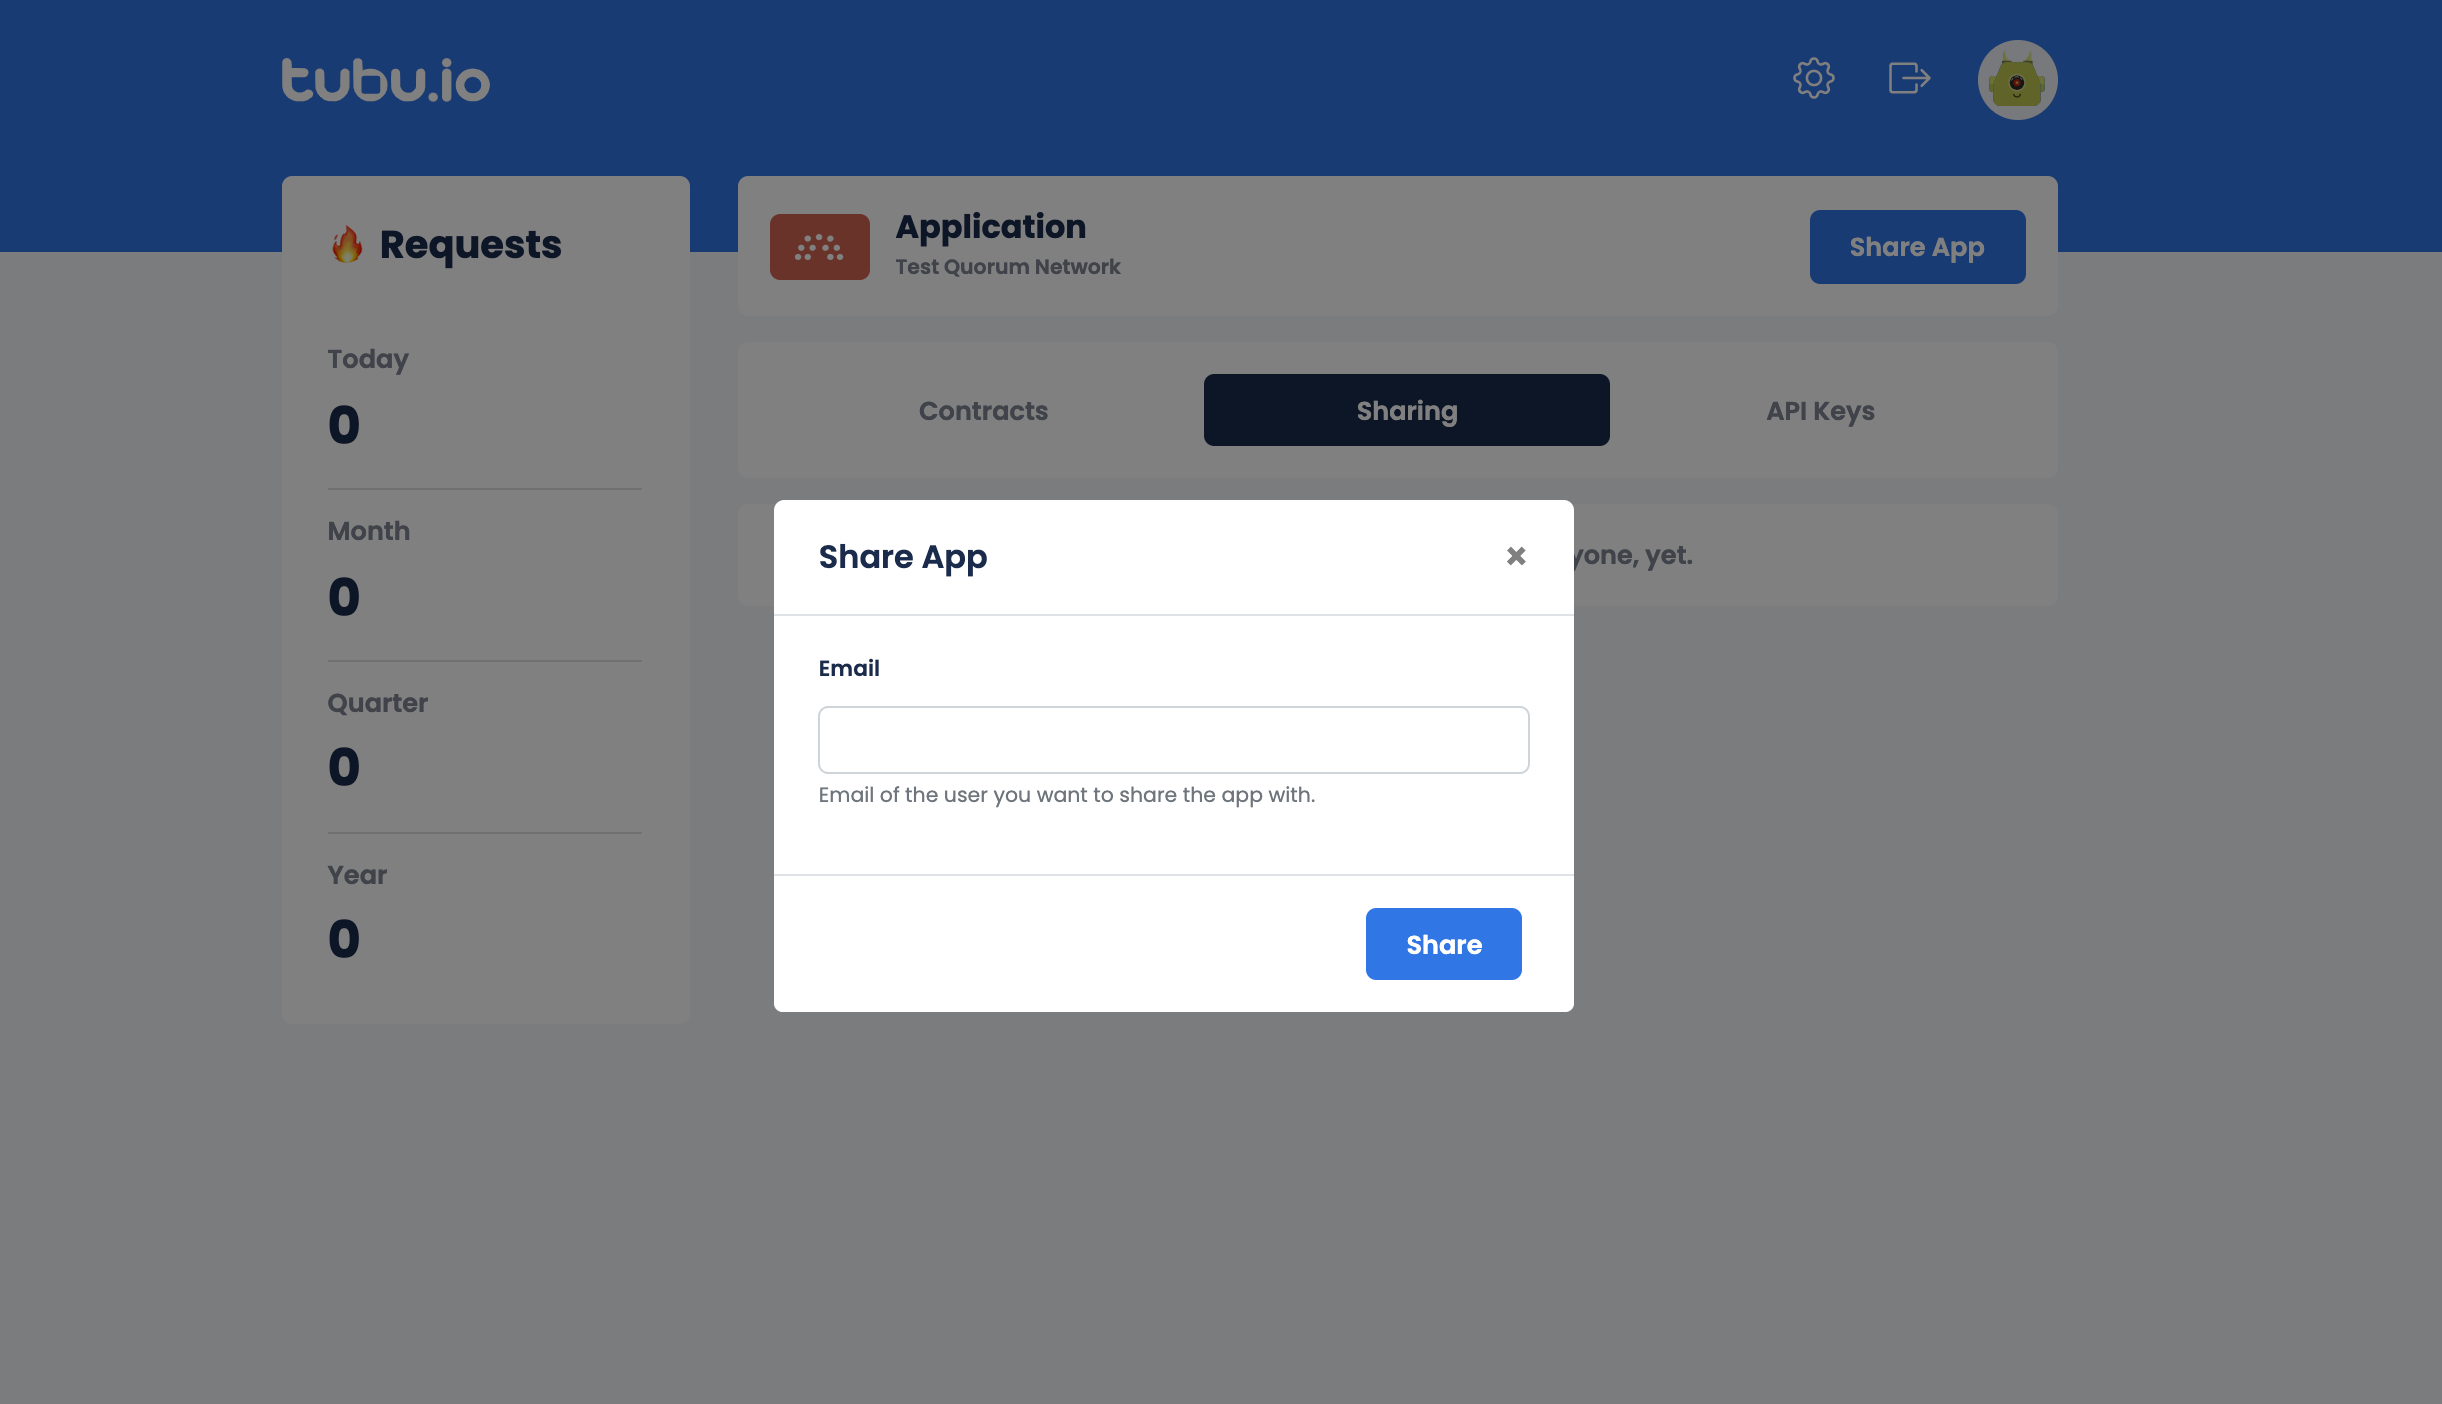 tubu.io
Requests
Today
0
Month
0
Quarter
0
Year
0
Application
Test Quorum Network
Share App
Contracts
Sharing
API Keys
yone, yet.
Share App
Email
Email of the user you want to share the app with.
Share